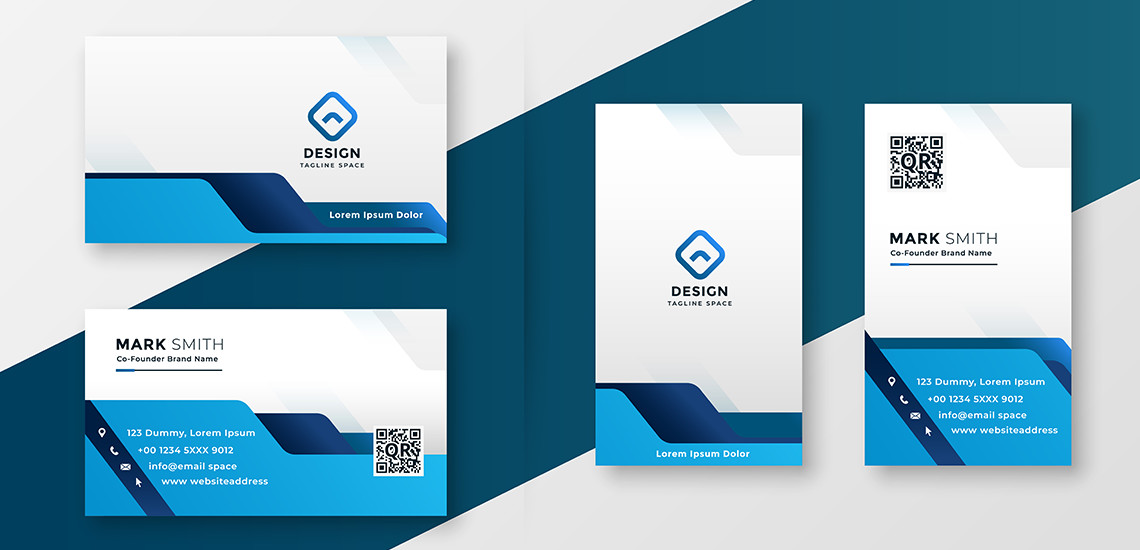 DESIGN
TAGLINE SPACE
Lorem Ipsum Dolor
MARK SMITH
Co-Founder Brand Name
123 Dummy, Lorem Ipsum
+00 1234 5XXX 9012
info@email space
www websiteaddress
QR
DESIGN
TAGLINE SPACE
Lorem Ipsum Dolor
QR
MARK SMITH
Co-Founder Brand Name
123 Dummy, Lorem Ipsum
+00 1234 5XXX 9012
info@email space
www websiteaddress